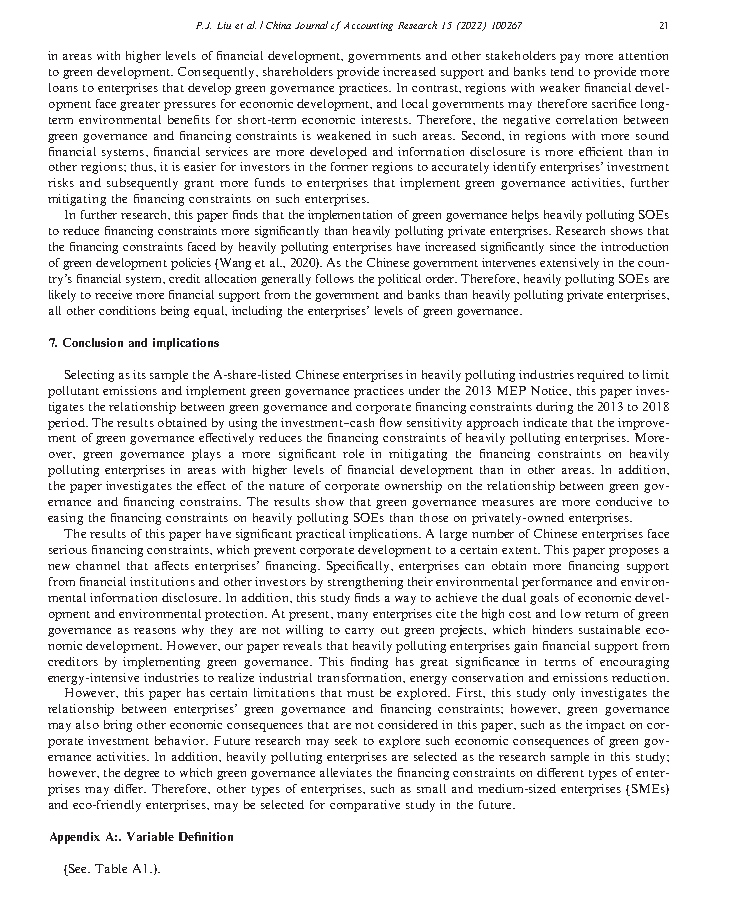 P.J. Liu et al. / China Journal of Accounting Research 15 (2022) 100267
21
in areas with higher levels of financial development, governments and other stakeholders pay more attention
to green development. Consequently, shareholders provide increased support and banks tend to provide more
loans to enterprises that develop green governance practices. In contrast, regions with weaker financial devel-
opment face greater pressures for economic development, and local governments may therefore sacrifice long-
term environmental benefits for short-term economic interests. Therefore, the negative correlation between
green governance and financing constraints is weakened in such areas. Second, in regions with more sound
financial systems, financial services are more developed and information disclosure is more efficient than in
other regions; thus, it is easier for investors in the former regions to accurately identify enterprises' investment
risks and subsequently grant more funds to enterprises that implement green governance activities, further
mitigating the financing constraints on such enterprises.
In further research, this paper finds that the implementation of green governance helps heavily polluting SOEs
to reduce financing constraints more significantly than heavily polluting private enterprises. Research shows that
the financing constraints faced by heavily polluting enterprises have increased significantly since the introduction
of green development policies (Wang et al., 2020). As the Chinese government intervenes extensively in the coun-
try's financial system, credit allocation generally follows the political order. Therefore, heavily polluting SOEs are
likely to receive more financial support from the government and banks than heavily polluting private enterprises,
all other conditions being equal, including the enterprises' levels of green governance.
7. Conclusion and implications
Selecting as its sample the A-share-listed Chinese enterprises in heavily polluting industries required to limit
pollutant emissions and implement green governance practices under the 2013 MEP Notice, this paper inves-
tigates the relationship between green governance and corporate financing constraints during the 2013 to 2018
period. The results obtained by using the investment–cash flow sensitivity approach indicate that the improve-
ment of green governance effectively reduces the financing constraints of heavily polluting enterprises. More-
over, green governance plays a more significant role in mitigating the financing constraints on heavily
polluting enterprises in areas with higher levels of financial development than in other areas. In addition,
the paper investigates the effect of the nature of corporate ownership on the relationship between green gov-
ernance and financing constrains. The results show that green governance measures are more conducive to
easing the financing constraints on heavily polluting SOEs than those on privately-owned enterprises.
The results of this paper have significant practical implications. A large number of Chinese enterprises face
serious financing constraints, which prevent corporate development to a certain extent. This paper proposes a
new channel that affects enterprises' financing. Specifically, enterprises can obtain more financing support
from financial institutions and other investors by strengthening their environmental performance and environ-
mental information disclosure. In addition, this study finds a way to achieve the dual goals of economic devel-
opment and environmental protection. At present, many enterprises cite the high cost and low return of green
governance as reasons why they are not willing to carry out green projects, which hinders sustainable eco-
nomic development. However, our paper reveals that heavily polluting enterprises gain financial support from
creditors by implementing green governance. This finding has great significance in terms of encouraging
energy-intensive industries to realize industrial transformation, energy conservation and emissions reduction.
However, this paper has certain limitations that must be explored. First, this study only investigates the
relationship between enterprises' green governance and financing constraints; however, green governance
may also bring other economic consequences that are not considered in this paper, such as the impact on cor-
porate investment behavior. Future research may seek to explore such economic consequences of green gov-
ernance activities. In addition, heavily polluting enterprises are selected as the research sample in this study;
however, the degree to which green governance alleviates the financing constraints on different types of enter-
prises may differ. Therefore, other types of enterprises, such as small and medium-sized enterprises (SMEs)
and eco-friendly enterprises, may be selected for comparative study in the future.
Appendix A:. Variable Definition
(See. Table A1.).